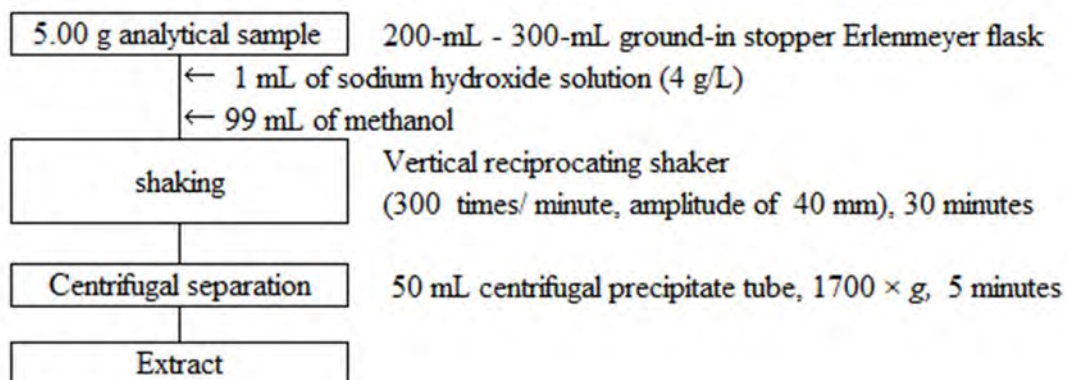 5.00 g analytical sample 200-mL - 300-mL ground-in stopper Erlenmeyer flask
← 1 mL of sodium hydroxide solution (4 g/L)
← 99 mL of methanol
shaking
Vertical reciprocating shaker
(300 times/ minute, amplitude of 40 mm), 30 minutes
Centrifugal separation 50 mL centrifugal precipitate tube, 1700 × g, 5 minutes
Extract